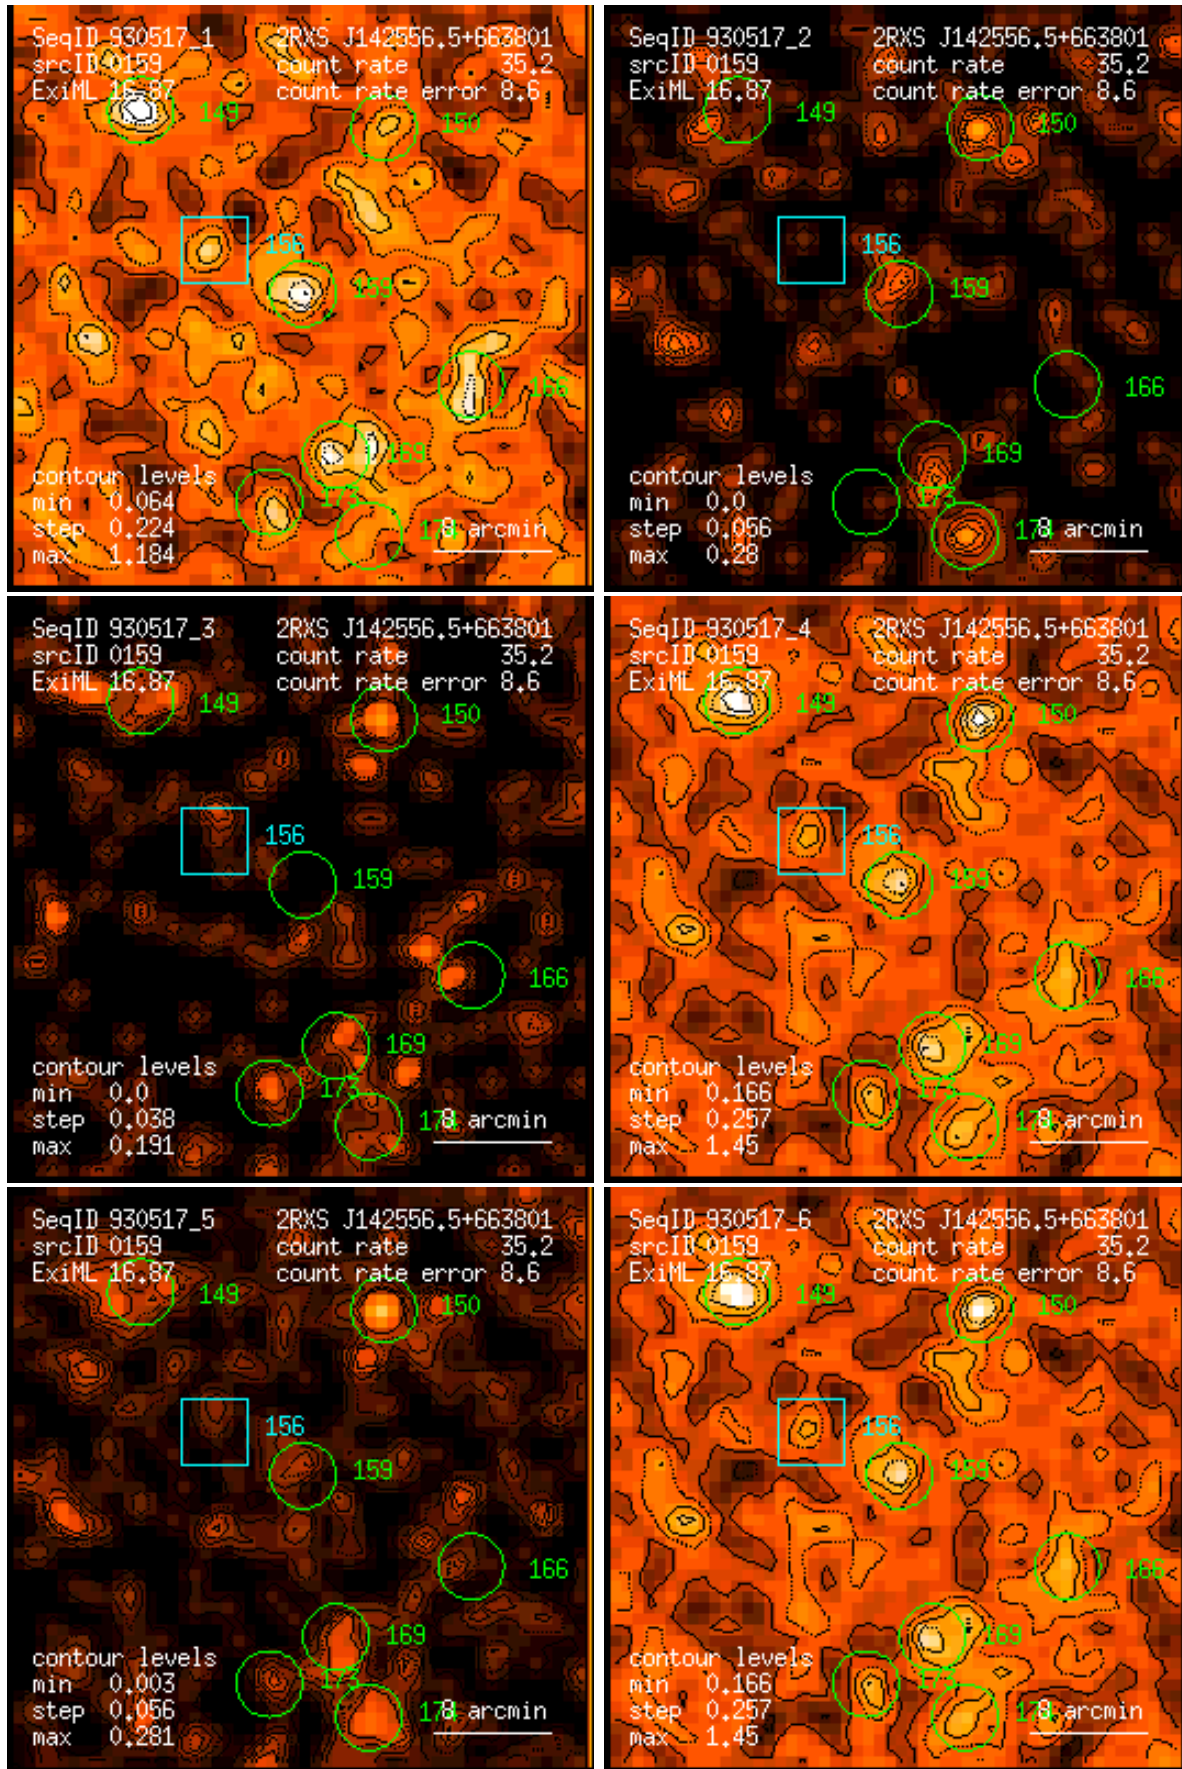 SeqID 930517_1 2RXS J142556.5+663801
srcID 0159 count rate 35.2
ExiML 16.87 count rate error 8.6
149
150
156
159
166
169
contour levels
173
min 0.064
step 0.224 174 8 arcmin
max 1.184
SeqID 930517_2 2RXS J142556.5+663801
srcID 0159 count rate 35.2
ExiML 16.87 count rate error 8.6
149
150
156
159
166
169
contour levels
173
min 0.0
step 0.056 174 8 arcmin
max 0.28
SeqID 930517_3 2RXS J142556.5+663801
srcID 0159 count rate 35.2
ExiML 16.87 count rate error 8.6
149
150
156
159
166
169
contour levels
173
min 0.0
step 0.038 174 8 arcmin
max 0.191
SeqID 930517_4 2RXS J142556.5+663801
srcID 0159 count rate 35.2
ExiML 16.87 count rate error 8.6
149
150
156
159
166
169
contour levels
173
min 0.166
step 0.257 174 8 arcmin
max 1.45
SeqID 930517_5 2RXS J142556.5+663801
srcID 0159 count rate 35.2
ExiML 16.87 count rate error 8.6
149
150
156
159
166
169
contour levels
173
min 0.003
step 0.056 174 8 arcmin
max 0.281
SeqID 930517_6 2RXS J142556.5+663801
srcID 0159 count rate 35.2
ExiML 16.87 count rate error 8.6
149
150
156
159
166
169
contour levels
173
min 0.166
step 0.257 174 8 arcmin
max 1.45